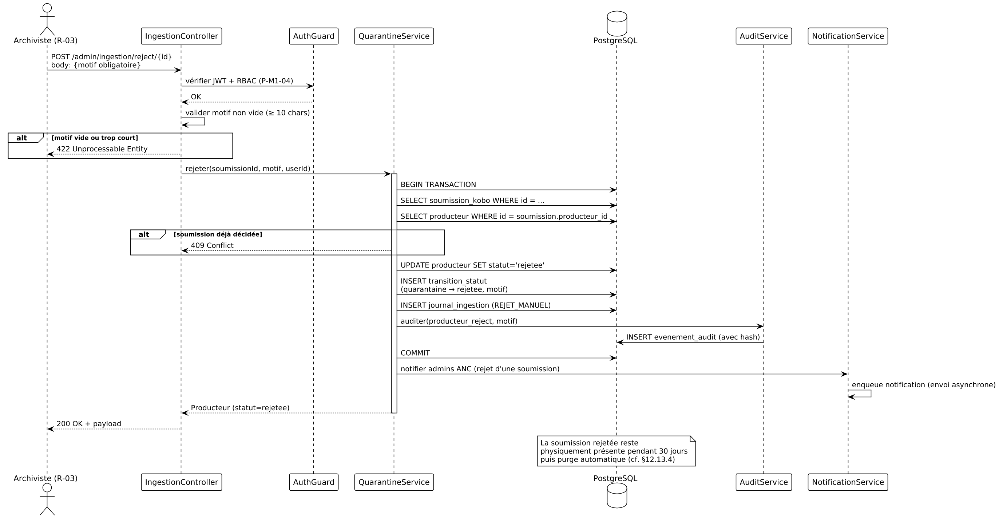 Archiviste (R-03)
IngestionController
AuthGuard
QuarantineService
PostgreSQL
AuditService
NotificationService
POST /admin/ingestion/reject/{id}
body: {motif obligatoire}
vérifier JWT + RBAC (P-M1-04)
OK
valider motif non vide (≥ 10 chars)
alt [motif vide ou trop court]
422 Unprocessable Entity
rejeter(soumissionId, motif, userId)
BEGIN TRANSACTION
SELECT soumission_kobo WHERE id = ...
SELECT producteur WHERE id = soumission.producteur_id
alt [soumission déjà décidée]
409 Conflict
UPDATE producteur SET statut='rejetee'
INSERT transition_statut
(quarantaine → rejetee, motif)
INSERT journal_ingestion (REJET_MANUEL)
auditer(producteur_reject, motif)
INSERT evenement_audit (avec hash)
COMMIT
notifier admins ANC (rejet d'une soumission)
enqueue notification (envoi asynchrone)
Producteur (statut=rejetee)
200 OK + payload
La soumission rejetée reste
physiquement présente pendant 30 jours
puis purge automatique (cf. §12.13.4)
Archiviste (R-03)
IngestionController
AuthGuard
QuarantineService
PostgreSQL
AuditService
NotificationService